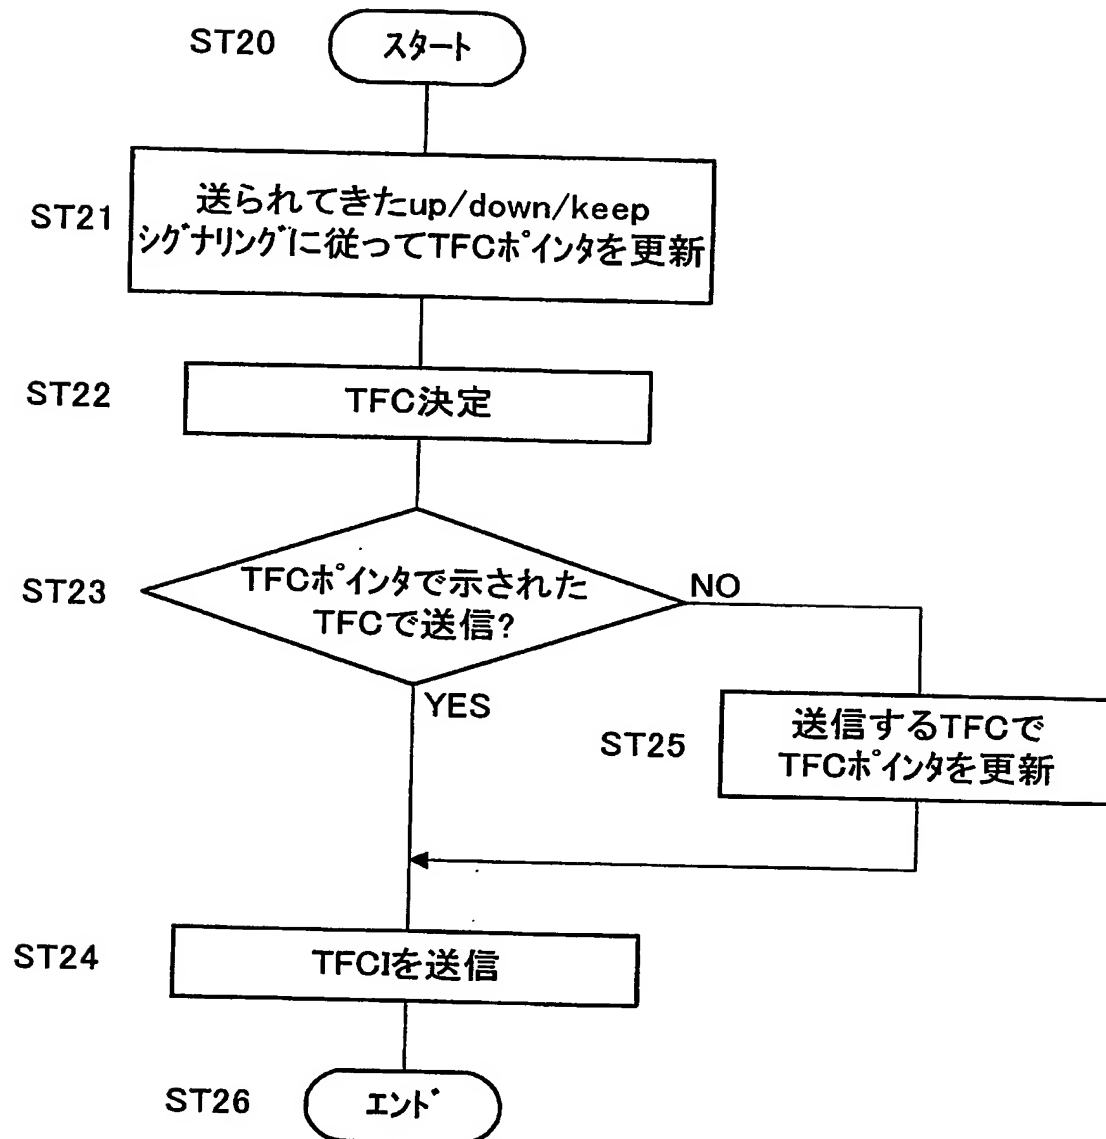 ST20
スタート
ST21
送られてきたup/down/keep
シグナリングに従ってTFCポインタを更新
ST22
TFC決定
ST23
TFCポインタで示された
TFCで送信?
NO
YES
ST25
送信するTFCで
TFCポインタを更新
ST24
TFCIを送信
ST26
エンド